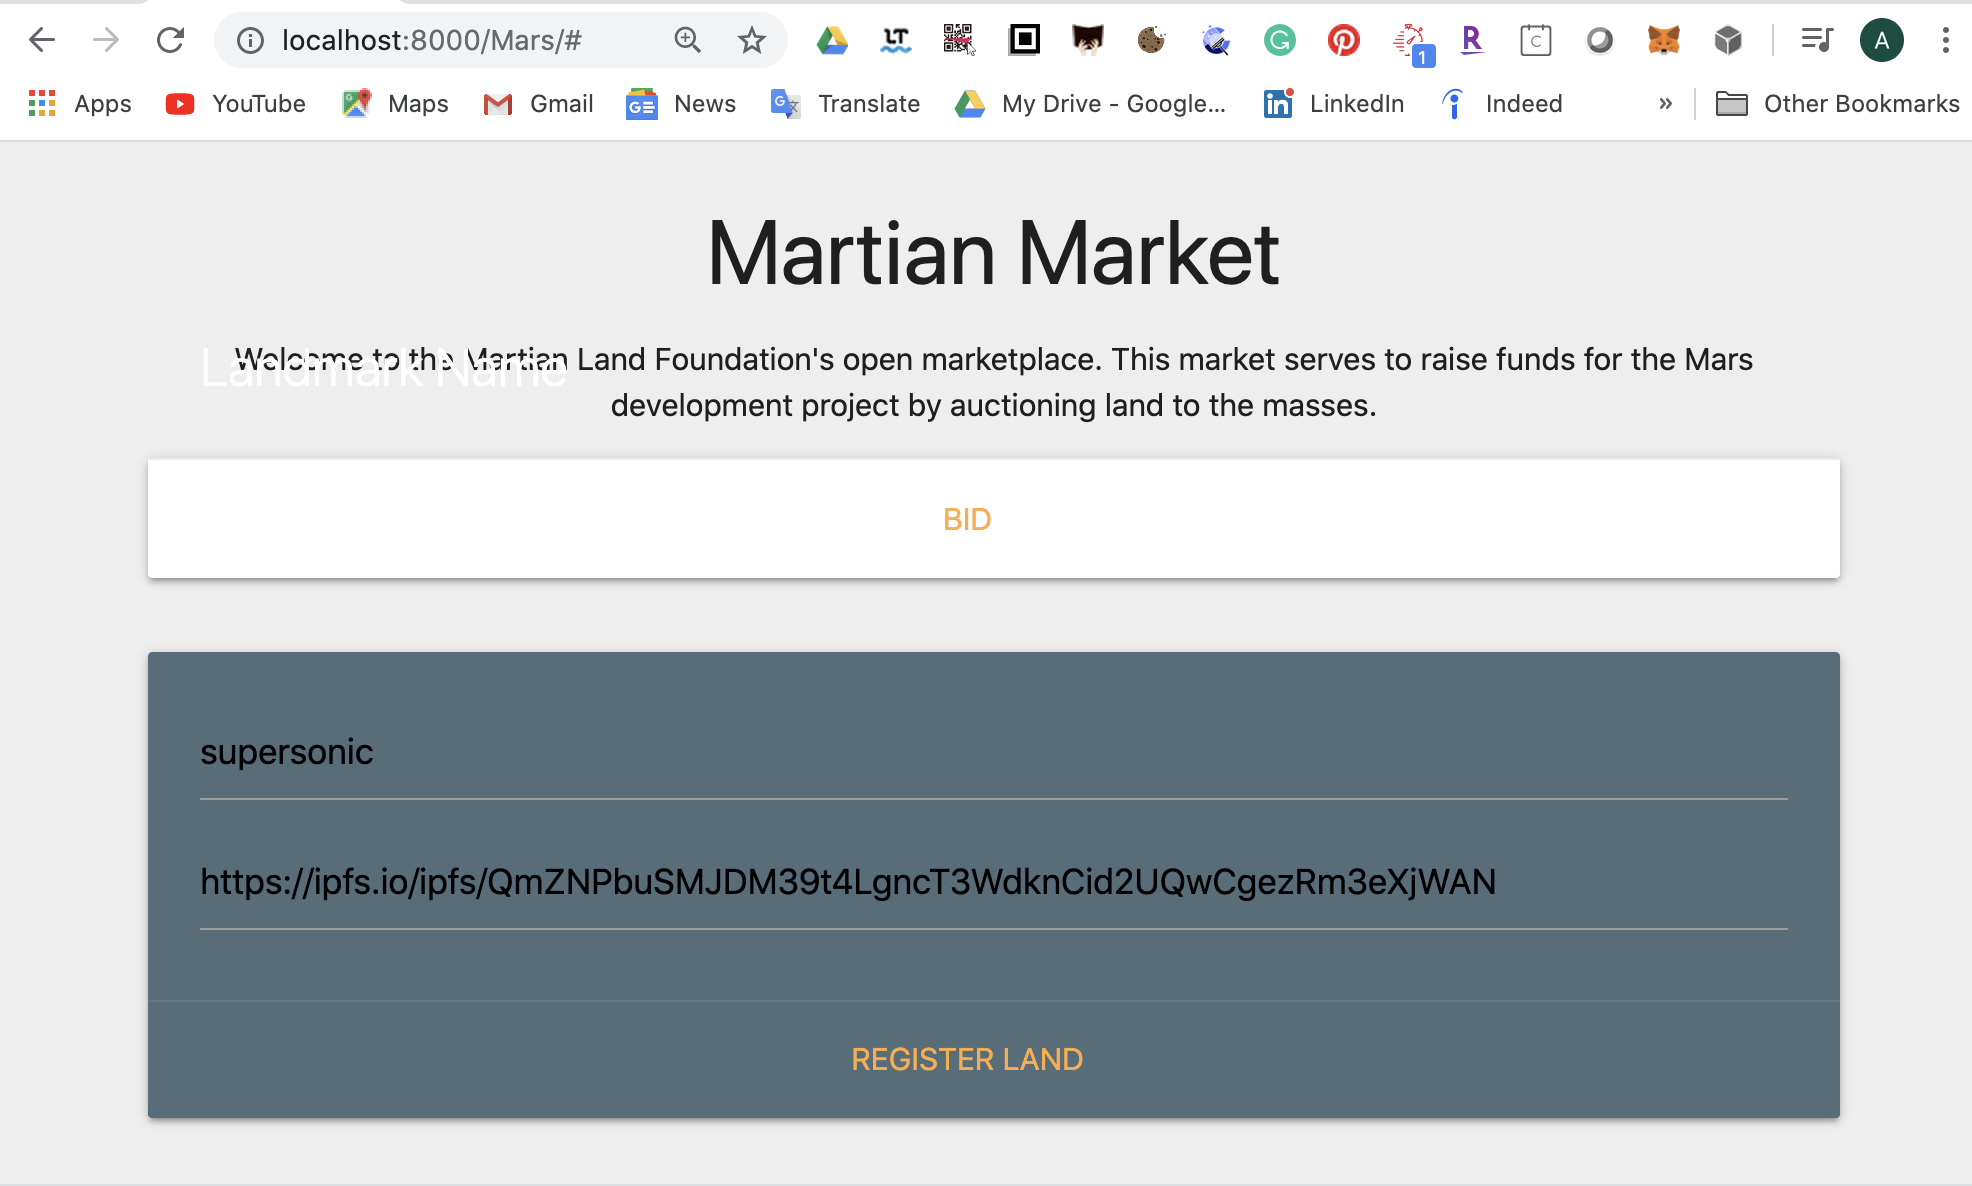 localhost:8000/Mars/#
LT
1
R
C
A
Apps YouTube Maps Gmail News Translate My Drive - Google... LinkedIn Indeed » Other Bookmarks
Martian Market
Landmark Name
Welcome to the Martian Land Foundation's open marketplace. This market serves to raise funds for the Mars
development project by auctioning land to the masses.
BID
supersonic
https://ipfs.io/ipfs/QmZNPbuSMJDM39t4LgncT3WdknCid2UQwCgezRm3eXjWAN
REGISTER LAND